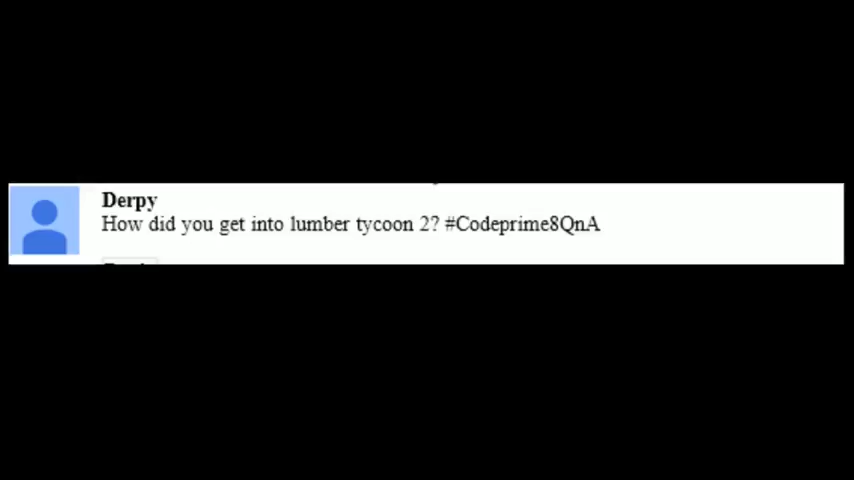 Derpy
How did you get into lumber tycoon 2? #Codeprime8QnA